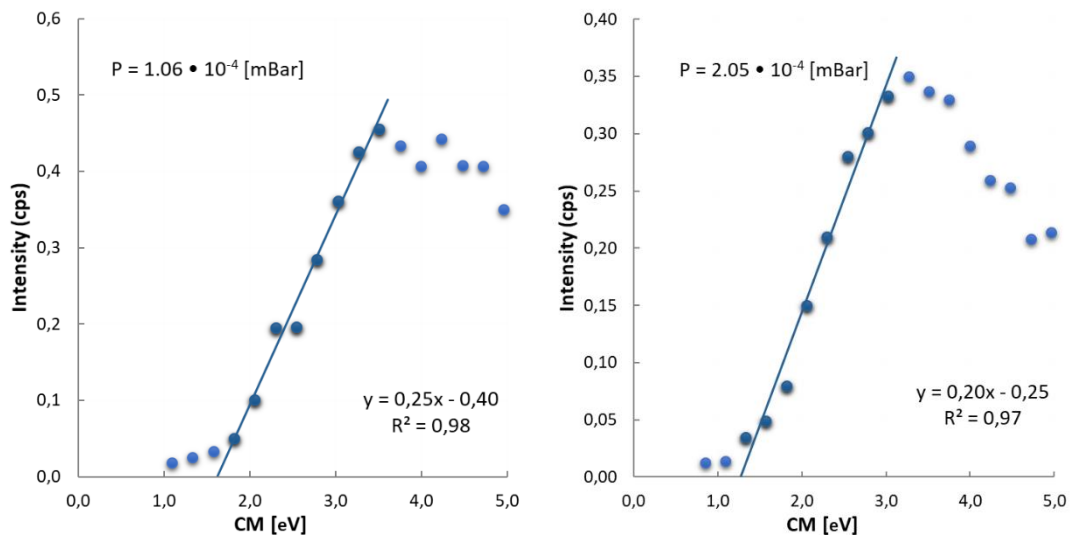 P = 1.06 • 10⁻⁴ [mBar]
Intensity (cps)
0,6
0,5
0,4
0,3
0,2
0,1
0,0
y = 0,25x - 0,40
R² = 0,98
0,0 1,0 2,0 3,0 4,0 5,0
CM [eV]
P = 2.05 • 10⁻⁴ [mBar]
Intensity (cps)
0,40
0,35
0,30
0,25
0,20
0,15
0,10
0,05
0,00
y = 0,20x - 0,25
R² = 0,97
0,0 1,0 2,0 3,0 4,0 5,0
CM [eV]